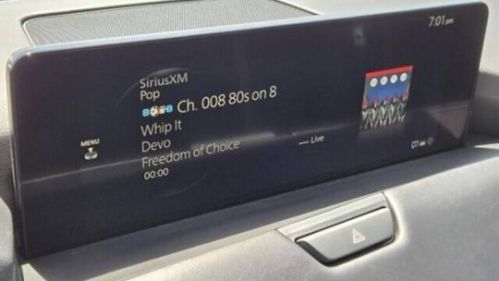 7:01 pm
SiriusXM
Pop
Ch. 008 80s on 8
Whip It
Devo
Freedom of Choice
00:00
MENU
Live